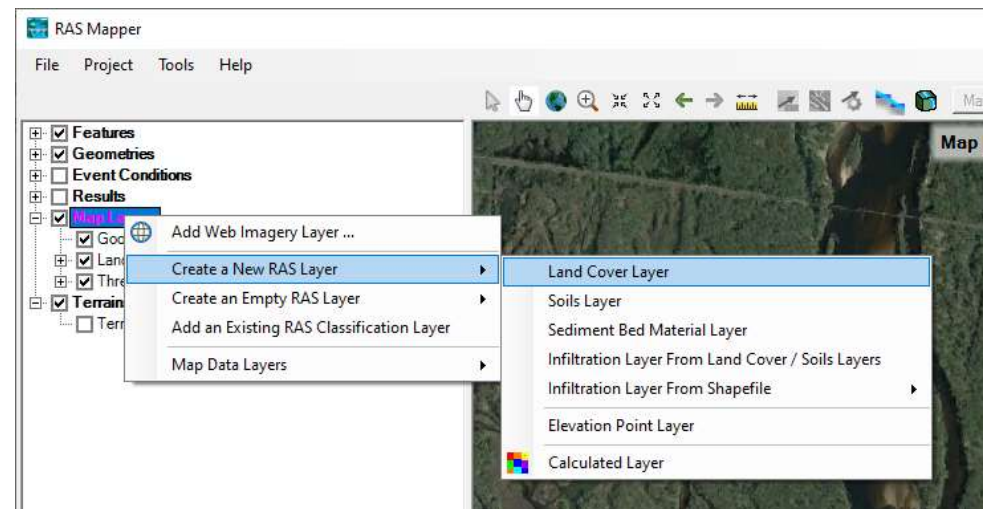 RAS Mapper
File Project Tools Help
Map
Features
Geometries
Event Conditions
Results
Map
Add Web Imagery Layer ...
Create a New RAS Layer
Create an Empty RAS Layer
Add an Existing RAS Classification Layer
Map Data Layers
Land Cover Layer
Soils Layer
Sediment Bed Material Layer
Infiltration Layer From Land Cover / Soils Layers
Infiltration Layer From Shapefile
Elevation Point Layer
Calculated Layer